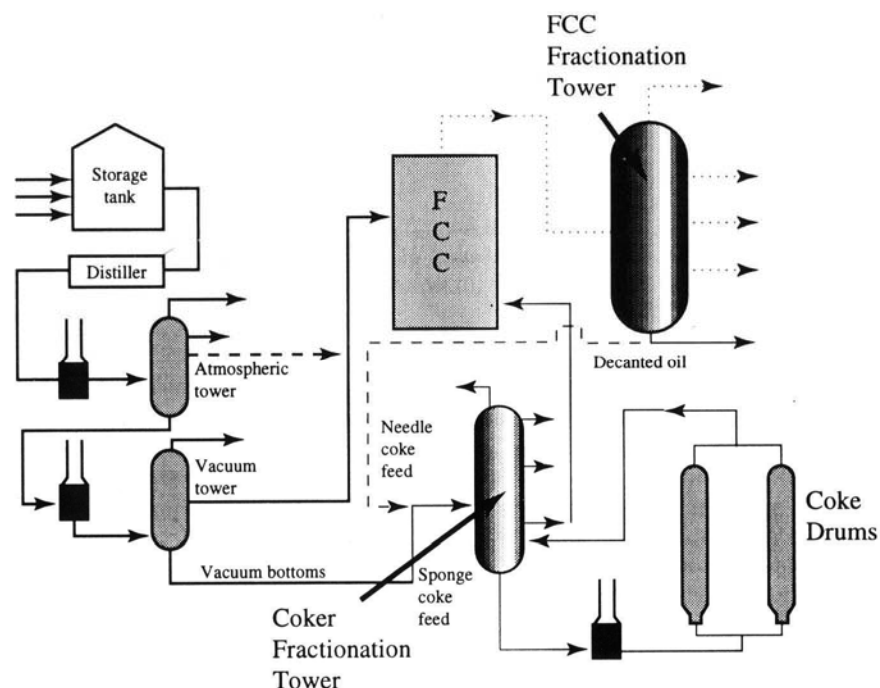 FCC
Fractionation
Tower
Storage
tank
F
C
C
Distiller
Atmospheric
tower
Decanted oil
Needle
coke
feed
Vacuum
tower
Coke
Drums
Vacuum bottoms
Sponge
coke
feed
Coker
Fractionation
Tower